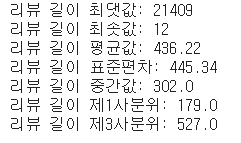 리뷰 길이 최댓값: 21409
리뷰 길이 최솟값: 12
리뷰 길이 평균값: 436.22
리뷰 길이 표준편차: 445.34
리뷰 길이 중간값: 302.0
리뷰 길이 제1사분위: 179.0
리뷰 길이 제3사분위: 527.0